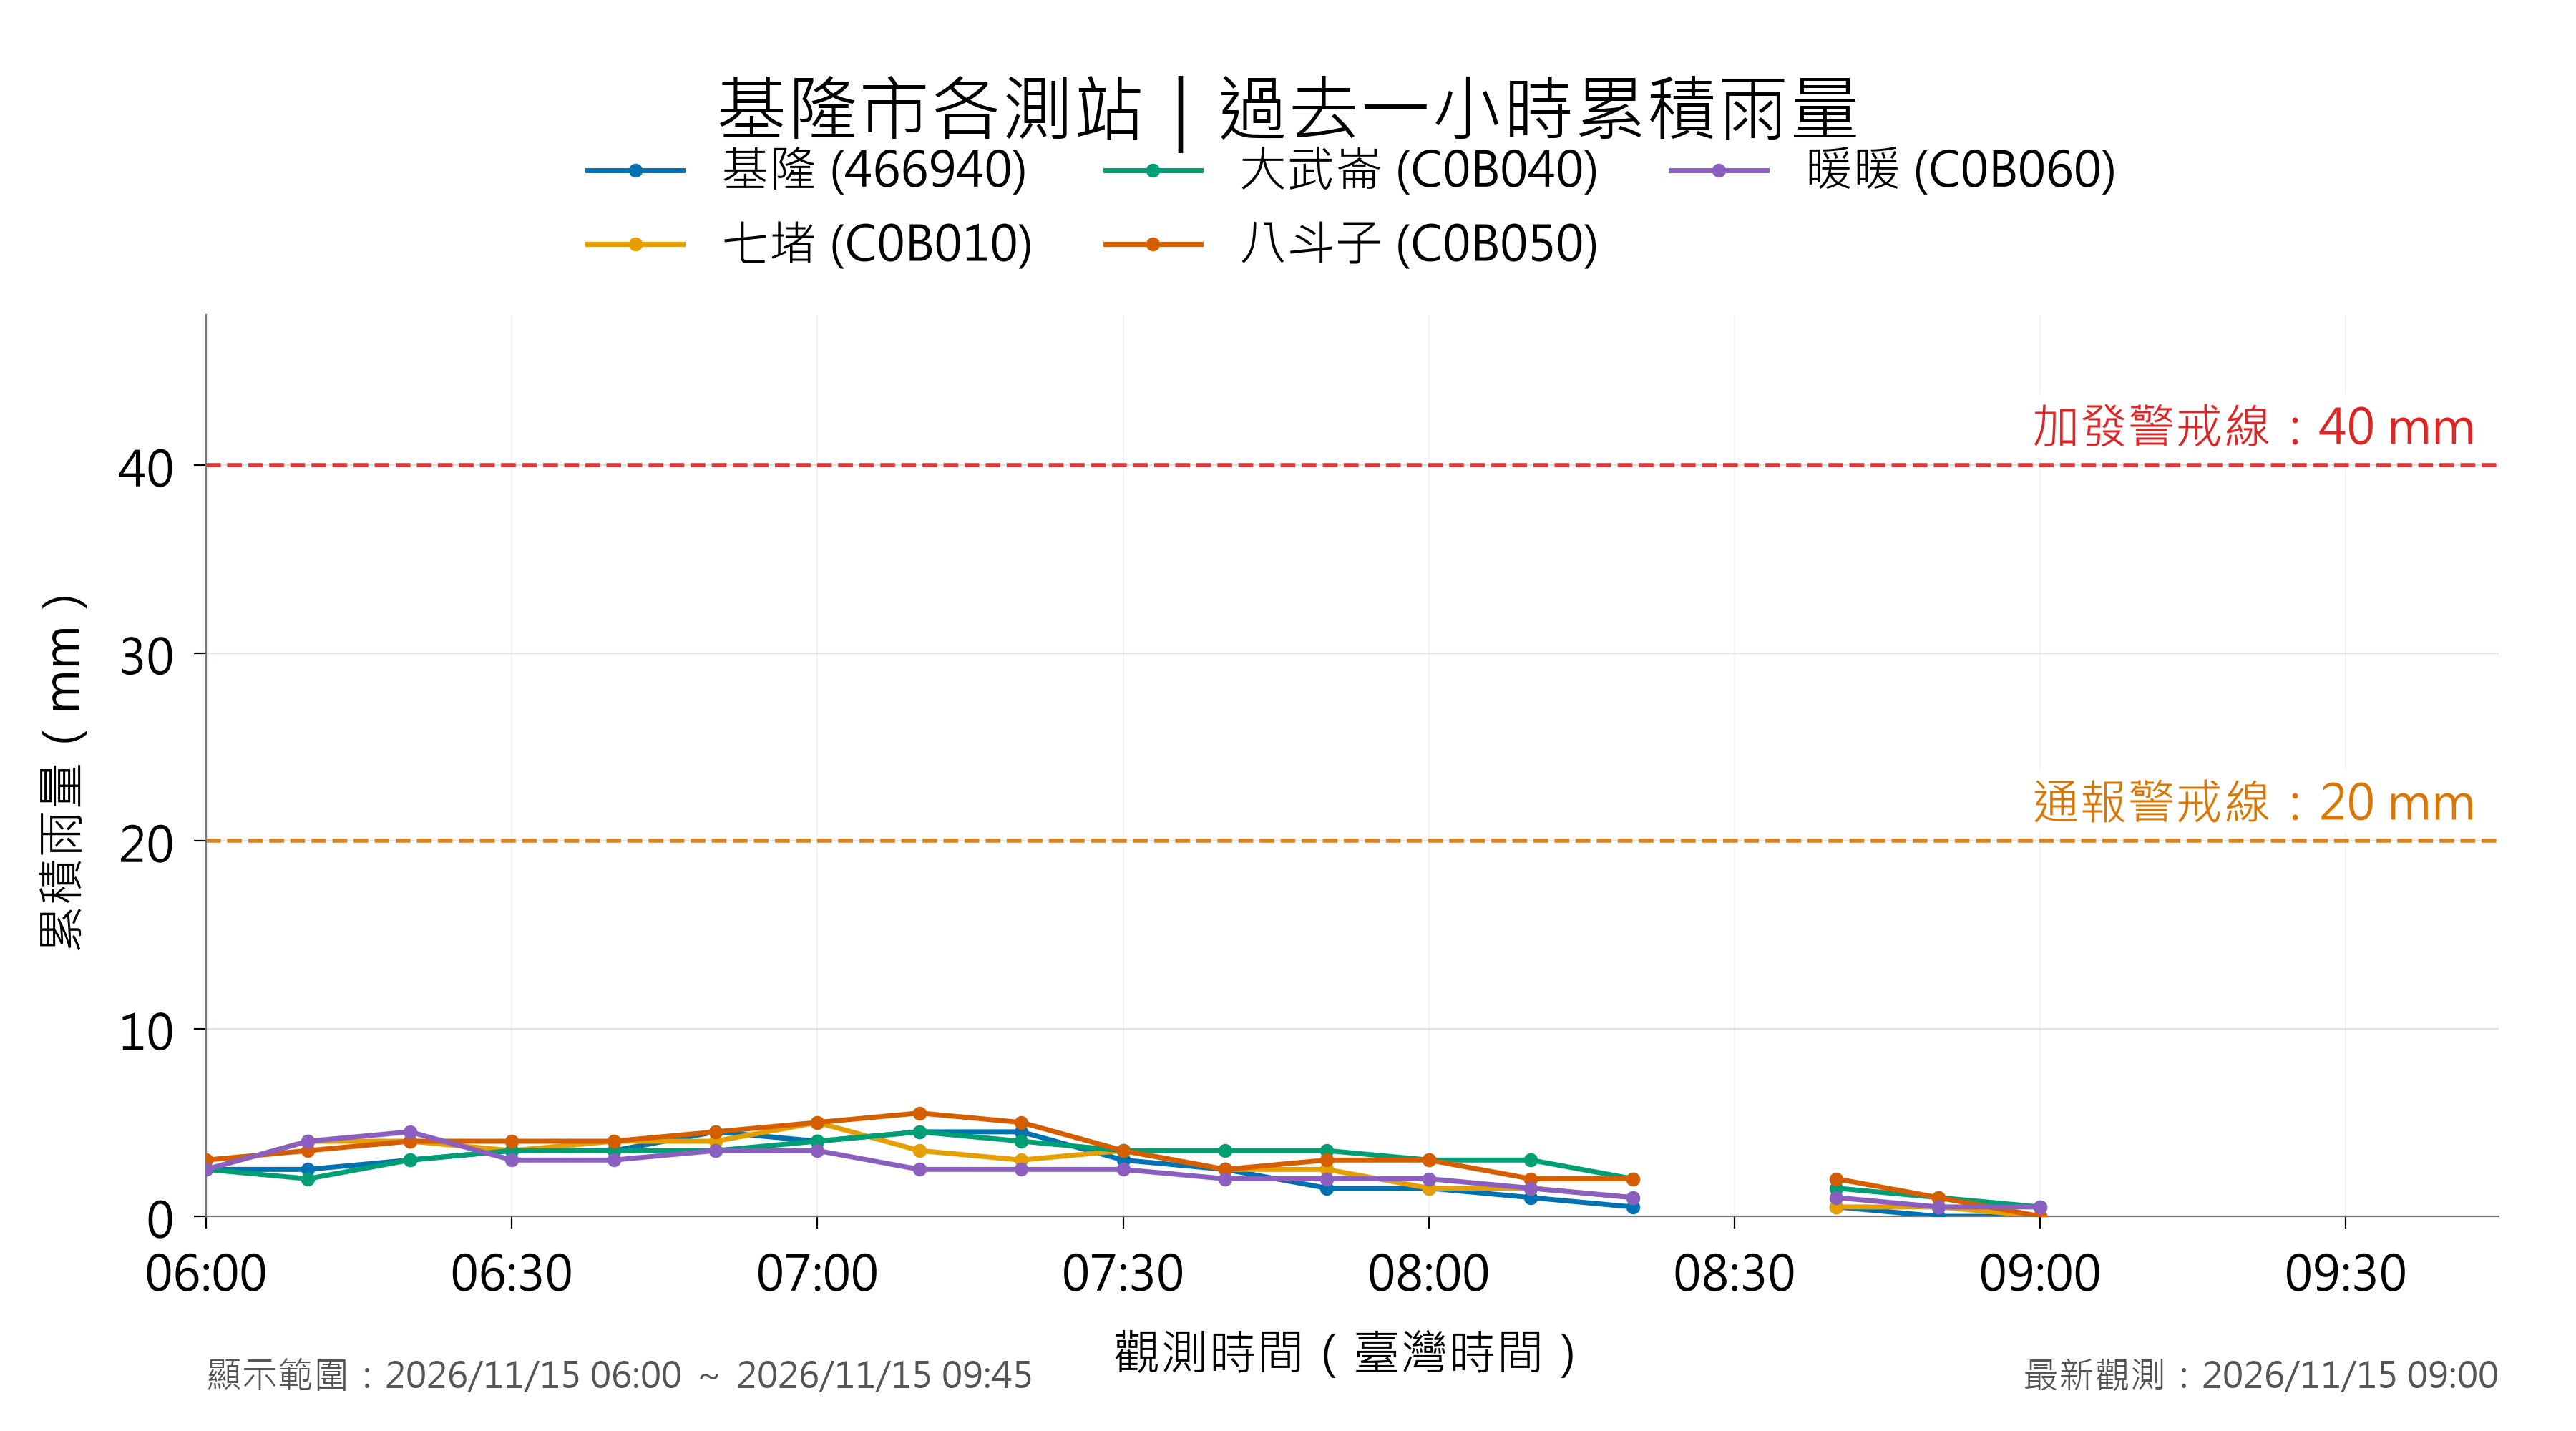 基隆市各測站｜過去一小時累積雨量
基隆 (466940)
大武崙 (C0B040)
暖暖 (C0B060)
七堵 (C0B010)
八斗子 (C0B050)
累積雨量（mm）
40
30
20
10
0
加發警戒線：40 mm
通報警戒線：20 mm
06:00 06:30 07:00 07:30 08:00 08:30 09:00 09:30
觀測時間（臺灣時間）
顯示範圍：2026/11/15 06:00 ~ 2026/11/15 09:45
最新觀測：2026/11/15 09:00